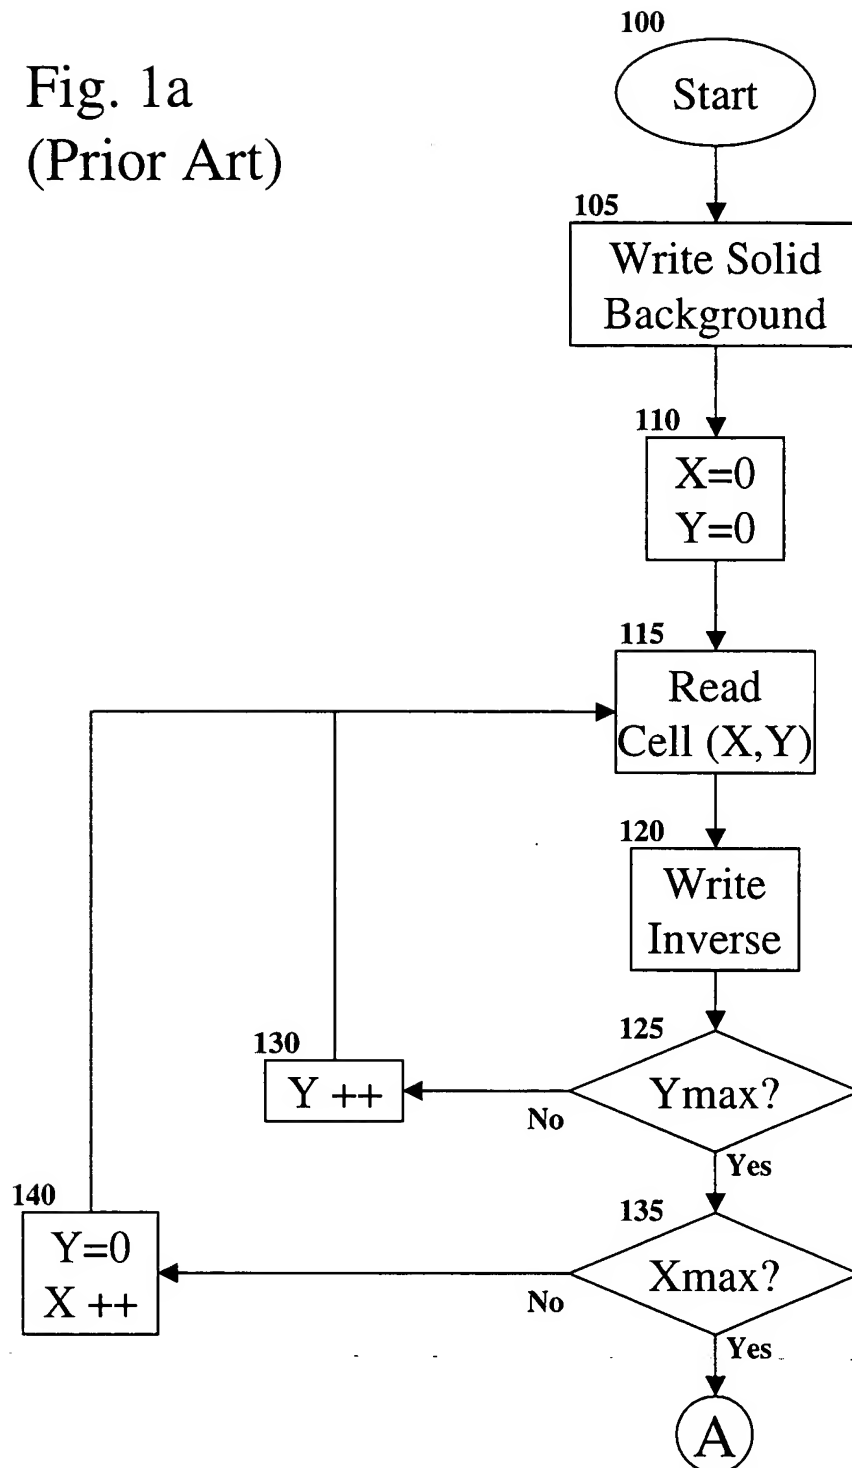 Fig. 1a
(Prior Art)
100
Start
105
Write Solid
Background
110
X=0
Y=0
115
Read
Cell (X,Y)
120
Write
Inverse
125
Ymax?
No
Yes
130
Y ++
135
Xmax?
No
Yes
140
Y=0
X ++
A